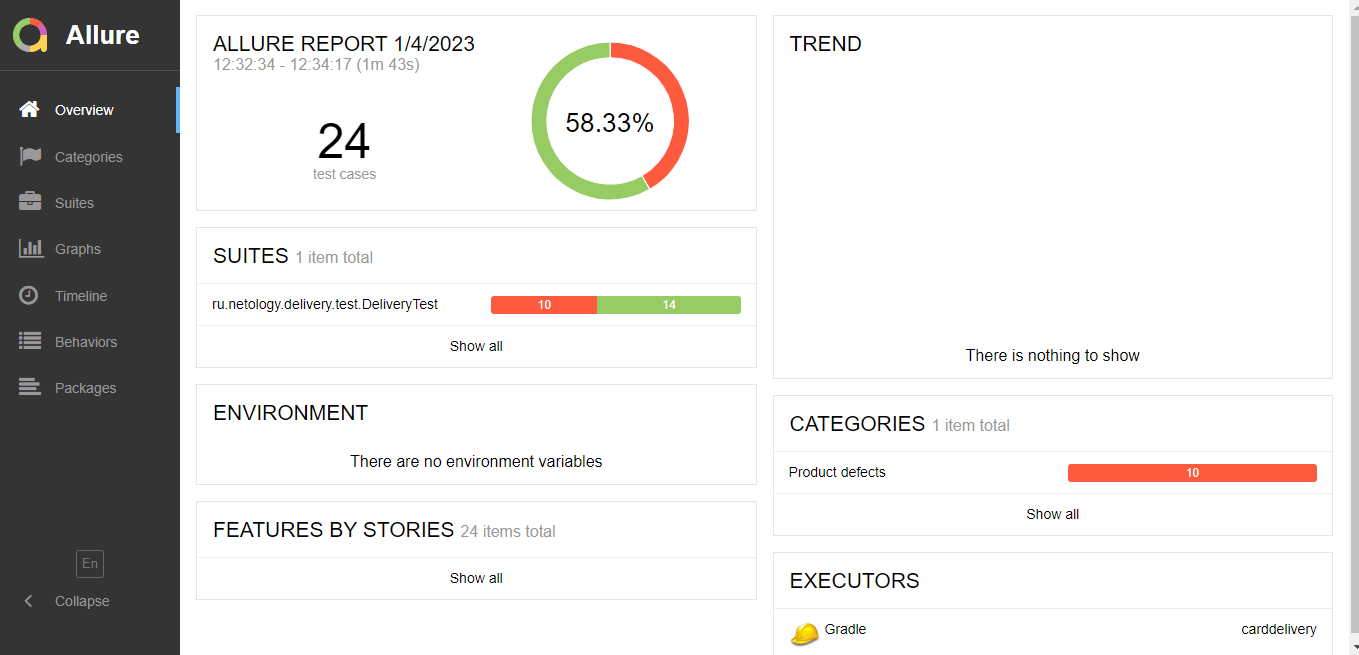 Allure
Overview
Categories
Suites
Graphs
Timeline
Behaviors
Packages
En
Collapse
ALLURE REPORT 1/4/2023
12:32:34 - 12:34:17 (1m 43s)
24
test cases
58.33%
SUITES 1 item total
ru.netology.delivery.test.DeliveryTest 10 14
Show all
ENVIRONMENT
There are no environment variables
FEATURES BY STORIES 24 items total
Show all
TREND
There is nothing to show
CATEGORIES 1 item total
Product defects 10
Show all
EXECUTORS
Gradle carddelivery